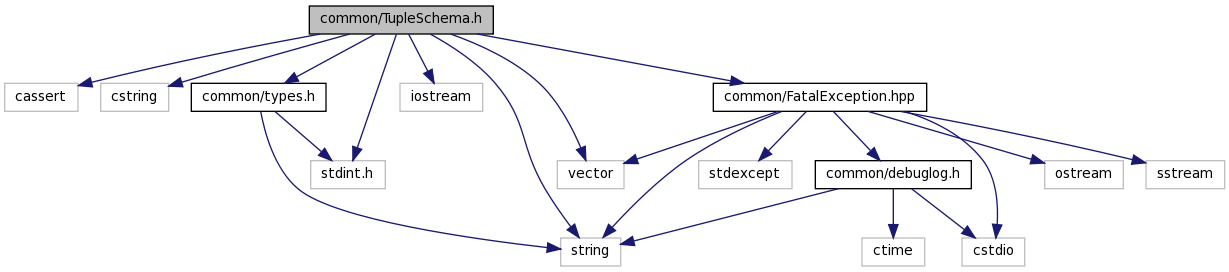 common/TupleSchema.h
cassert
cstring
common/types.h
iostream
common/FatalException.hpp
stdint.h
vector
stdexcept
common/debuglog.h
ostream
sstream
string
ctime
cstdio